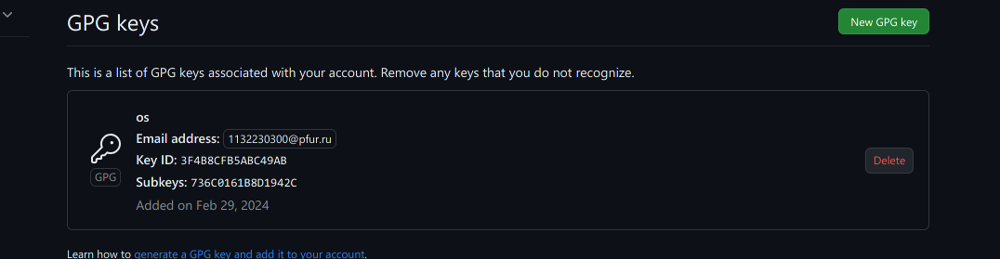 GPG keys
New GPG key
This is a list of GPG keys associated with your account. Remove any keys that you do not recognize.
os
Email address: 1132230300@pfur.ru
Key ID: 3F4B8CFB5ABC49AB
GPG
Subkeys: 736C0161B8D1942C
Added on Feb 29, 2024
Delete
Learn how to generate a GPG key and add it to your account.